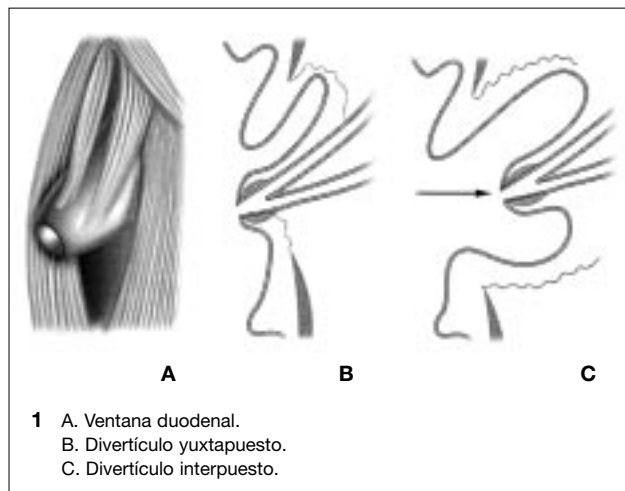 A B C
1 A. Ventana duodenal.
B. Divertículo yuxtapuesto.
C. Divertículo interpuesto.